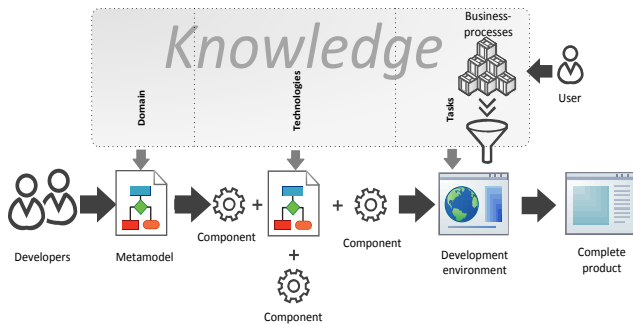 Knowledge
Business-
processes
User
Domain
Technologies
Tasks
+
+
Component
Component
Developers
Metamodel
+
Development
environment
Complete
product
Component